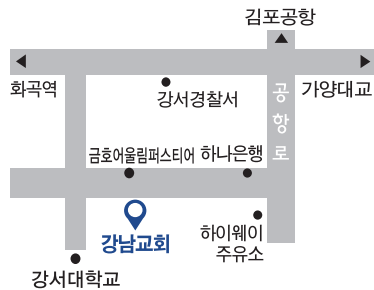 김포공항
화곡역
강서경찰서
가양대교
공항로
금호어울림퍼스티어
하나은행
강남교회
하이웨이
주유소
강서대학교